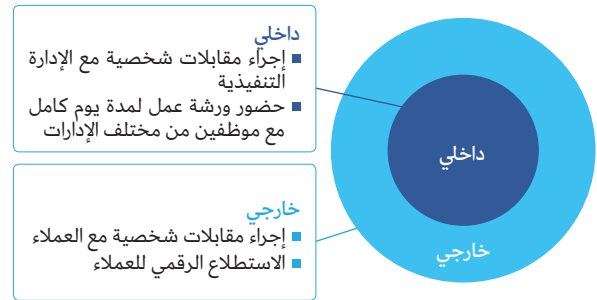 داخلي
إجراء مقابلات شخصية مع الإدارة
التنفيذية
حضور ورشة عمل لمدة يوم كامل
مع موظفين من مختلف الإدارات
خارجي
إجراء مقابلات شخصية مع العملاء
الاستطلاع الرقمي للعملاء
داخلي
خارجي